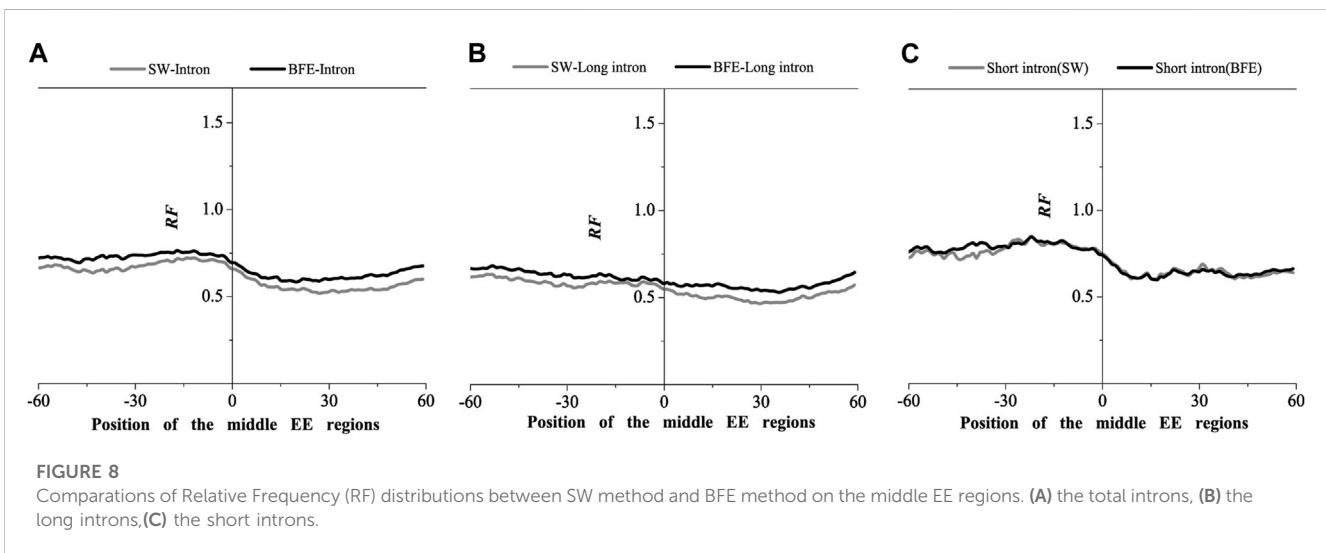 A
SW-Intron BFE-Intron
1.5
1.0
RF
0.5
-60 -30 0 30 60
Position of the middle EE regions
B
SW-Long intron BFE-Long intron
1.5
1.0
RF
0.5
-60 -30 0 30 60
Position of the middle EE regions
C
Short intron(SW) Short intron(BFE)
1.5
1.0
RF
0.5
-60 -30 0 30 60
Position of the middle EE regions
FIGURE 8
Comparations of Relative Frequency (RF) distributions between SW method and BFE method on the middle EE regions. (A) the total introns, (B) the
long introns,(C) the short introns.